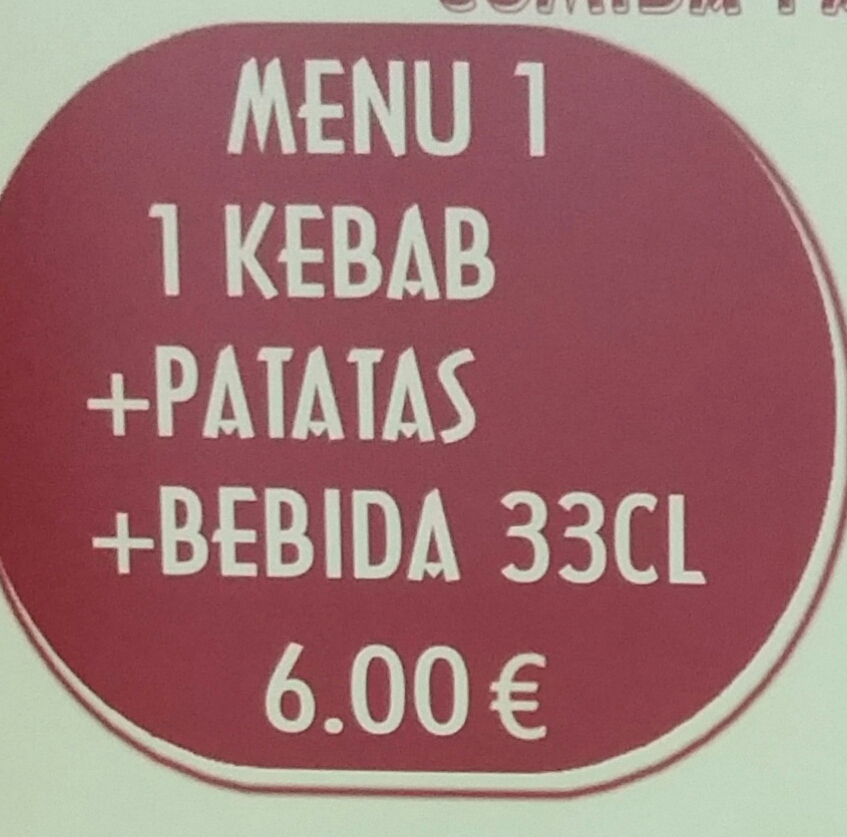 MENU 1
1 KEBAB
+PATATAS
+BEBIDA 33CL
6.00 €